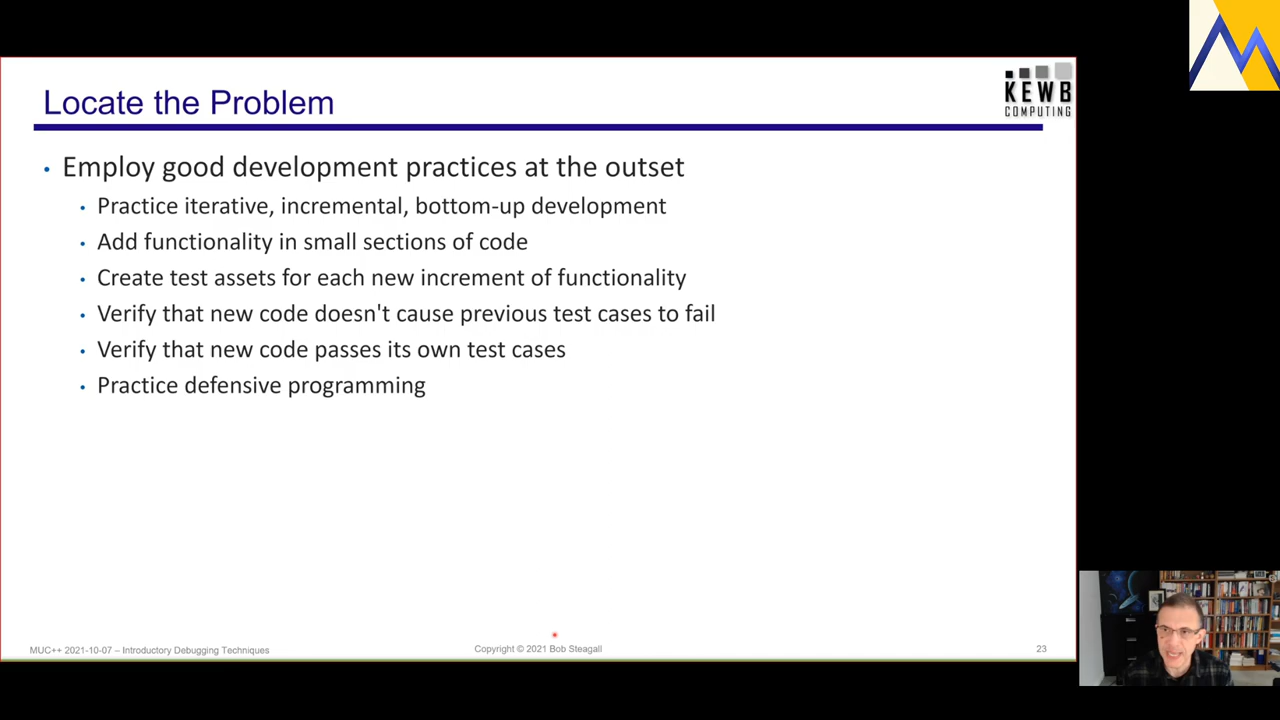 Locate the Problem
KEWB
COMPUTING
• Employ good development practices at the outset
• Practice iterative, incremental, bottom-up development
• Add functionality in small sections of code
• Create test assets for each new increment of functionality
• Verify that new code doesn't cause previous test cases to fail
• Verify that new code passes its own test cases
• Practice defensive programming
MUC++ 2021-10-07 – Introductory Debugging Techniques
Copyright © 2021 Bob Steagall
23